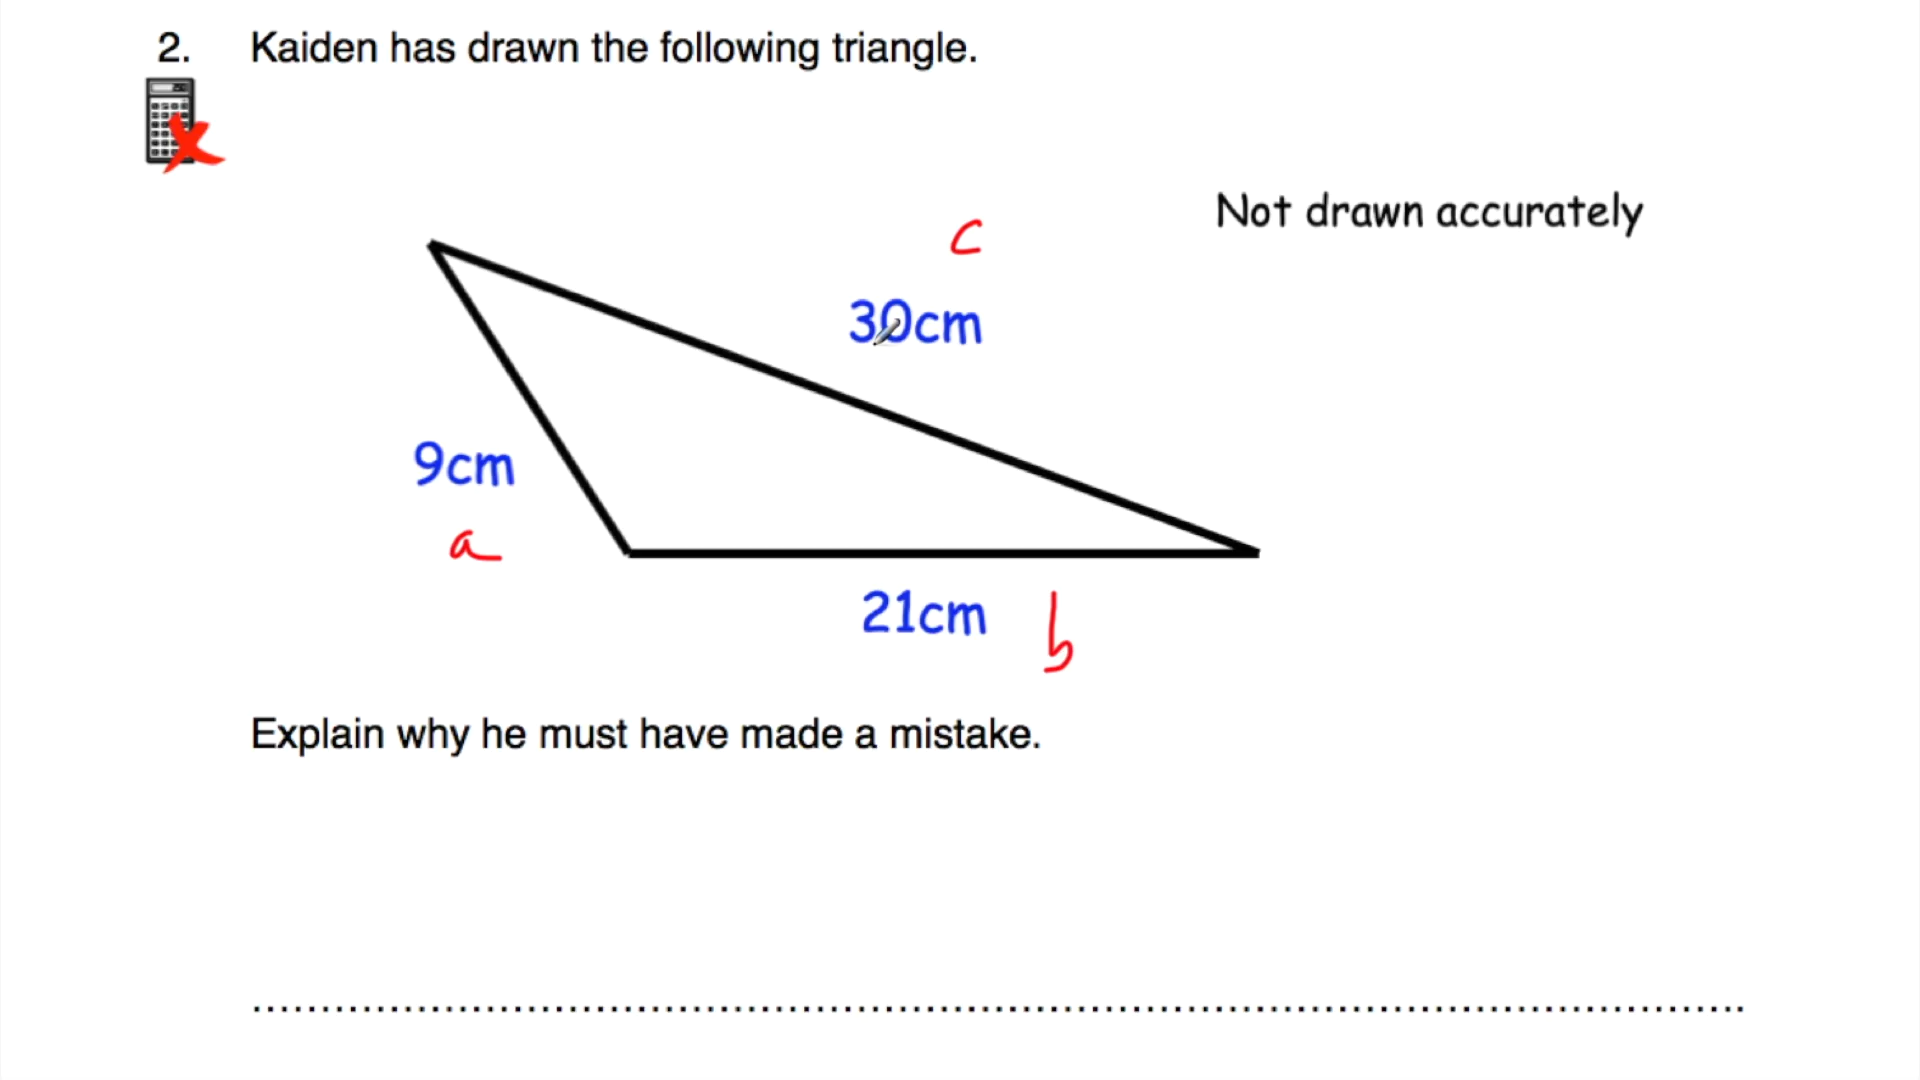 2. Kaiden has drawn the following triangle.
Not drawn accurately
c
30cm
9cm
a
21cm b
Explain why he must have made a mistake.